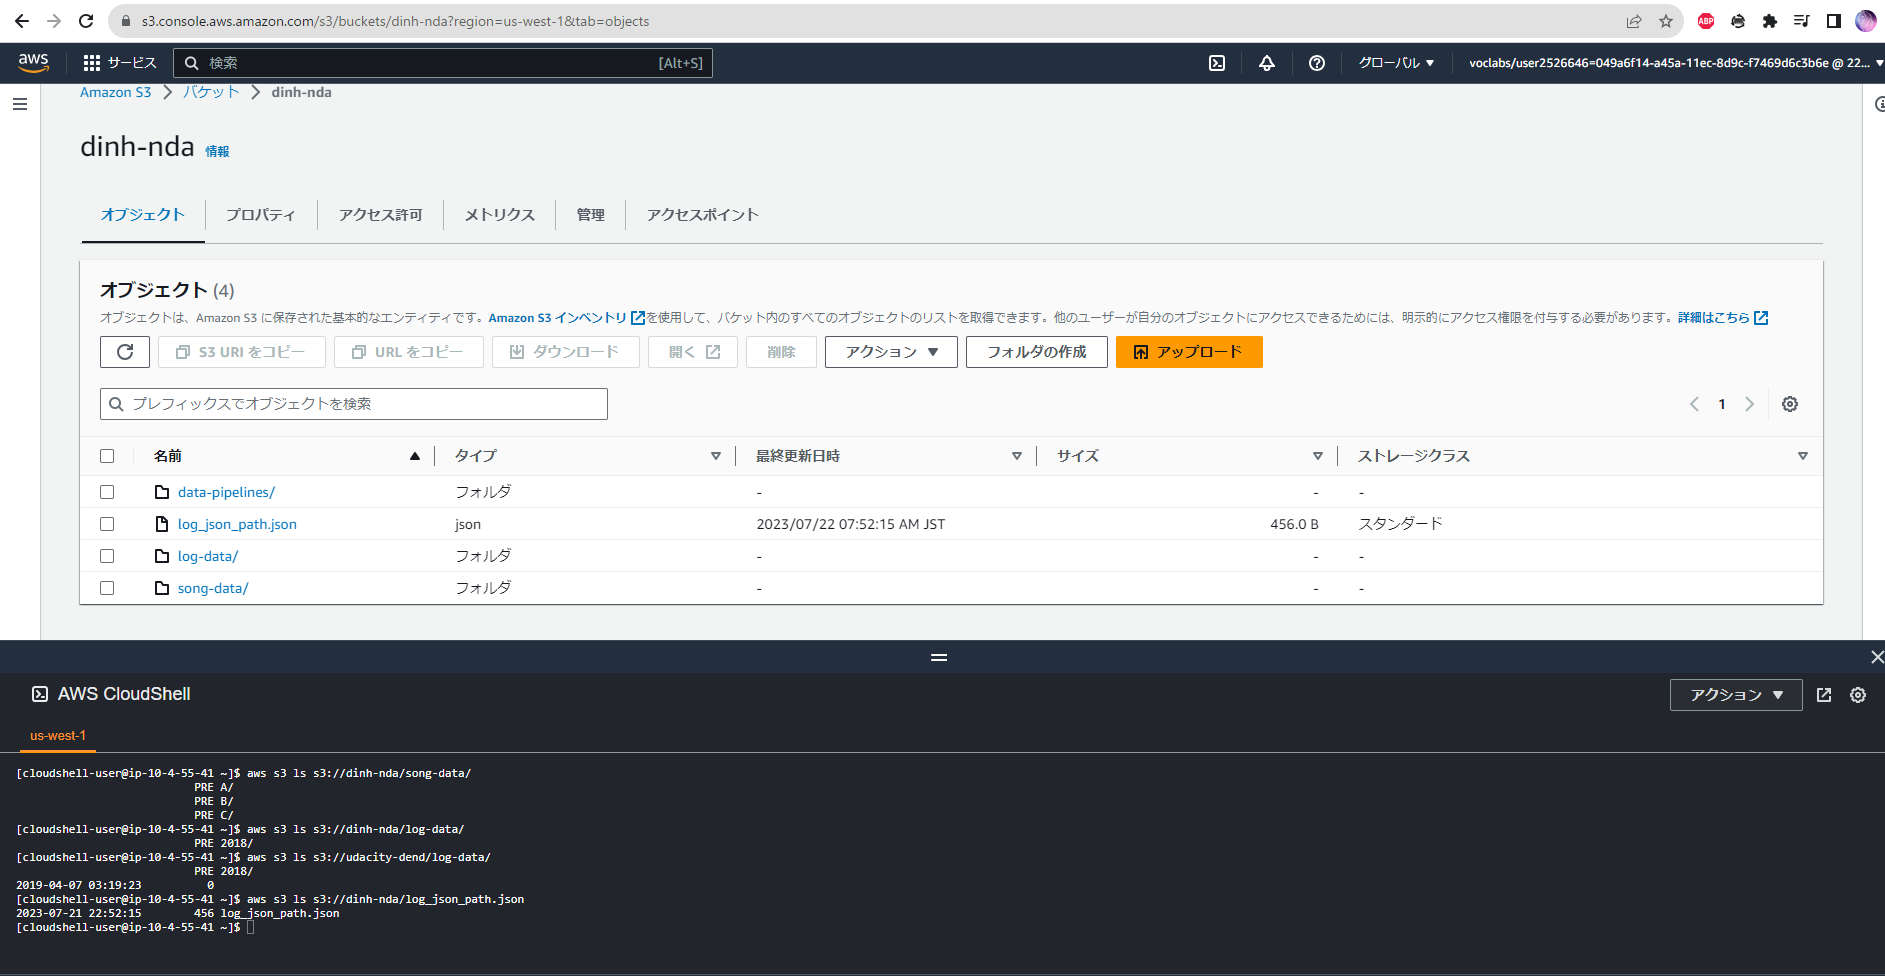 s3.console.aws.amazon.com/s3/buckets/dinh-nda?region=us-west-1&tab=objects
ABP
aws サービス 検索 [Alt+S] グローバル ▼ voclabs/user2526646=049a6f14-a45a-11ec-8d9c-f7469d6c3b6e @ 22... ▼
Amazon S3 > バケット > dinh-nda
dinh-nda 情報
オブジェクト プロパティ アクセス許可 メトリクス 管理 アクセスポイント
オブジェクト (4)
オブジェクトは、Amazon S3 に保存された基本的なエンティティです。Amazon S3 インベントリ を使用して、バケット内のすべてのオブジェクトのリストを取得できます。他のユーザーが自分のオブジェクトにアクセスできるためには、明示的にアクセス権限を付与する必要があります。詳細はこちら
S3 URI をコピー URL をコピー ダウンロード 開く 削除 アクション ▼ フォルダの作成 アップロード
プレフィックスでオブジェクトを検索 < 1 >
名前 ▲ タイプ ▽ 最終更新日時 ▽ サイズ ▽ ストレージクラス ▽
data-pipelines/ フォルダ - - -
log_json_path.json json 2023/07/22 07:52:15 AM JST 456.0 B スタンダード
log-data/ フォルダ - - -
song-data/ フォルダ - - -
AWS CloudShell アクション ▼
us-west-1
[cloudshell-user@ip-10-4-55-41 ~]$ aws s3 ls s3://dinh-nda/song-data/
PRE A/
PRE B/
PRE C/
[cloudshell-user@ip-10-4-55-41 ~]$ aws s3 ls s3://dinh-nda/log-data/
PRE 2018/
[cloudshell-user@ip-10-4-55-41 ~]$ aws s3 ls s3://udacity-dend/log-data/
PRE 2018/
2019-04-07 03:19:23 0
[cloudshell-user@ip-10-4-55-41 ~]$ aws s3 ls s3://dinh-nda/log_json_path.json
2023-07-21 22:52:15 456 log_json_path.json
[cloudshell-user@ip-10-4-55-41 ~]$